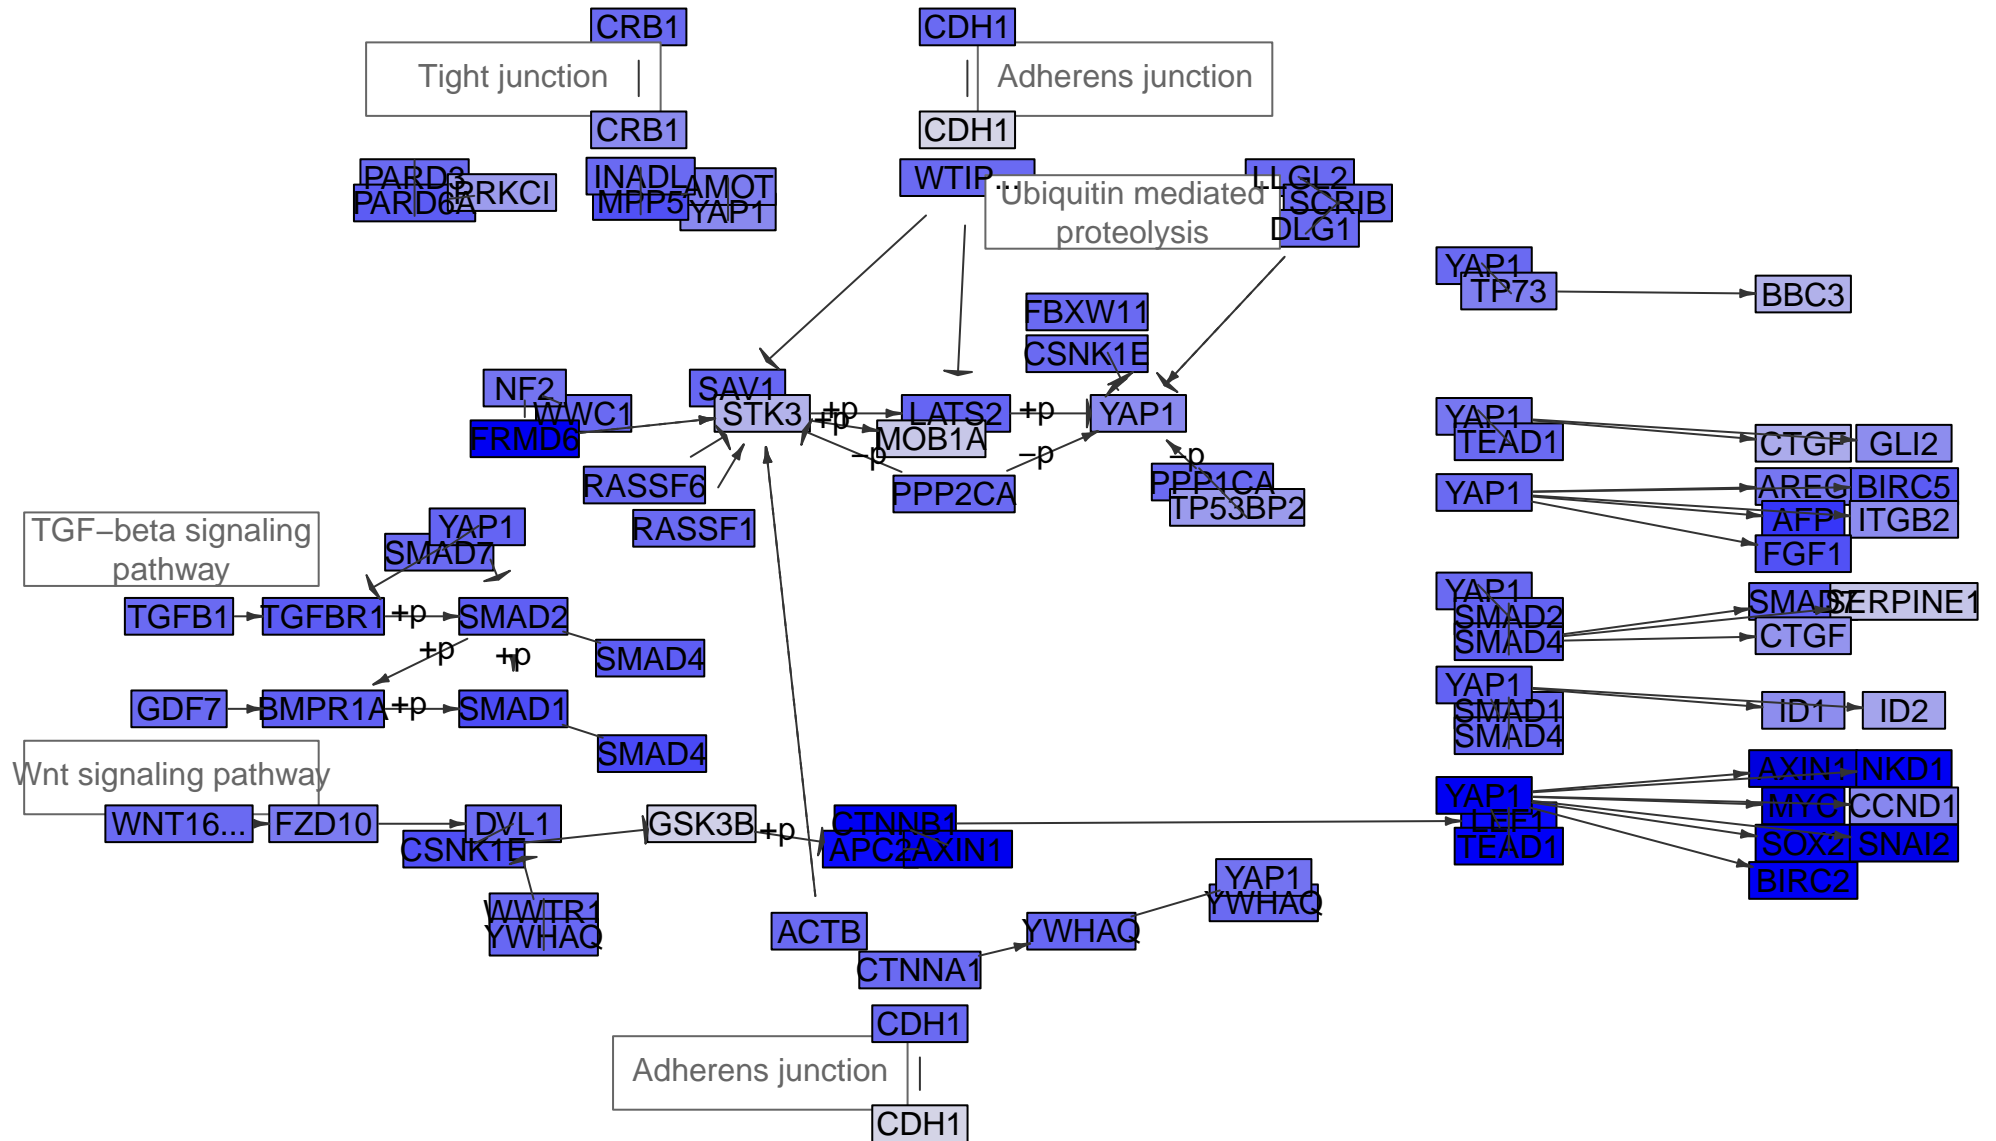 CRB1
CDH1
Tight junction
Adherens junction
CRB1
CDH1
PARD3
PRKCI
PARD6A
INADL
AMOT
MPP5
YAP1
WTIP...
LLGL2
Ubiquitin mediated
proteolysis
SCRIB
DLG1
YAP1
TP73
BBC3
FBXW11
CSNK1E
NF2
WWC1
FRMD6
SAV1
STK3
+p
+p
LATS2
MOB1A
+p
YAP1
−p
−p
−p
RASSF6
RASSF1
PPP2CA
PPP1CA
TP53BP2
YAP1
TEAD1
CTGF
GLI2
YAP1
AREG
BIRC5
AFP
ITGB2
FGF1
TGF−beta signaling
pathway
YAP1
SMAD7
TGFB1
TGFBR1
+p
SMAD2
SMAD4
+p
+p
GDF7
BMPR1A
+p
SMAD1
SMAD4
YAP1
SMAD2
SMAD4
SMAD7
SERPINE1
CTGF
YAP1
SMAD1
SMAD4
ID1
ID2
Wnt signaling pathway
WNT16...
FZD10
DVL1
CSNK1E
GSK3B
+p
CTNNB1
APC2
AXIN1
YAP1
LEF1
TEAD1
AXIN1
NKD1
MYC
CCND1
SOX2
SNAI2
BIRC2
WWTR1
YWHAQ
ACTB
CTNNA1
YWHAQ
YAP1
YWHAQ
CDH1
Adherens junction
CDH1